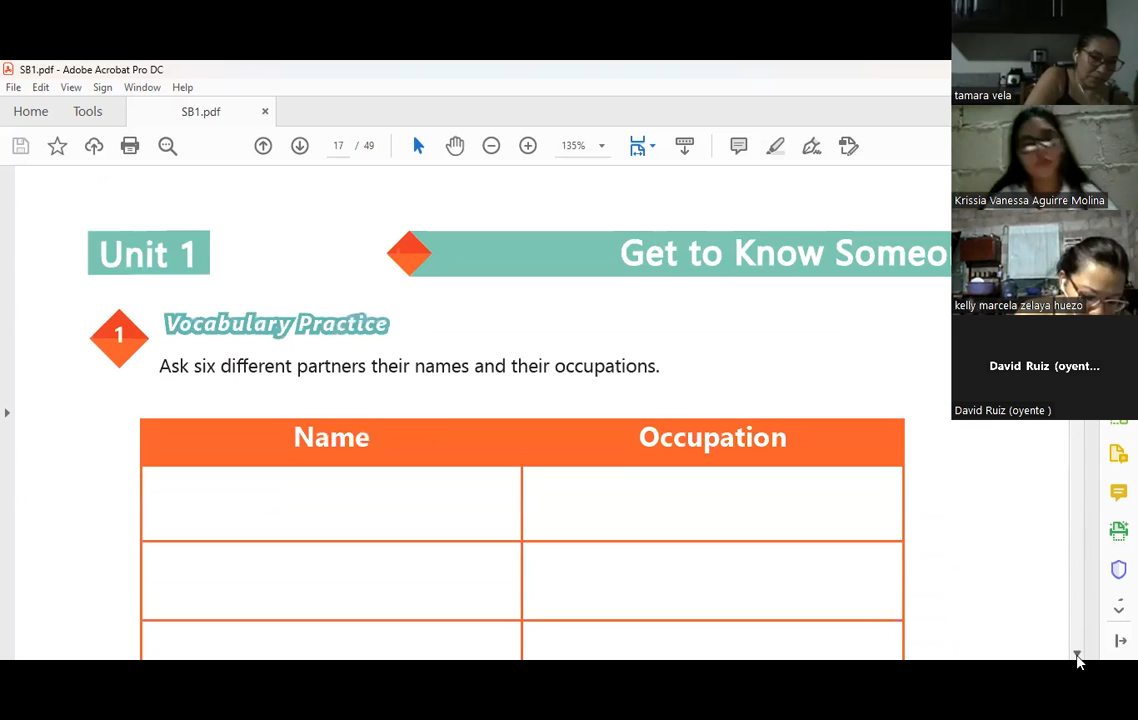 SB1.pdf - Adobe Acrobat Pro DC
File Edit View Sign Window Help
Home Tools SB1.pdf ×
17 / 49 135%
Unit 1 Get to Know Someo
1 Vocabulary Practice
Ask six different partners their names and their occupations.
Name Occupation
tamara vela
Krissia Vanessa Aguirre Molina
kelly marcela zelaya huezo
David Ruiz (oyent...
David Ruiz (oyente )